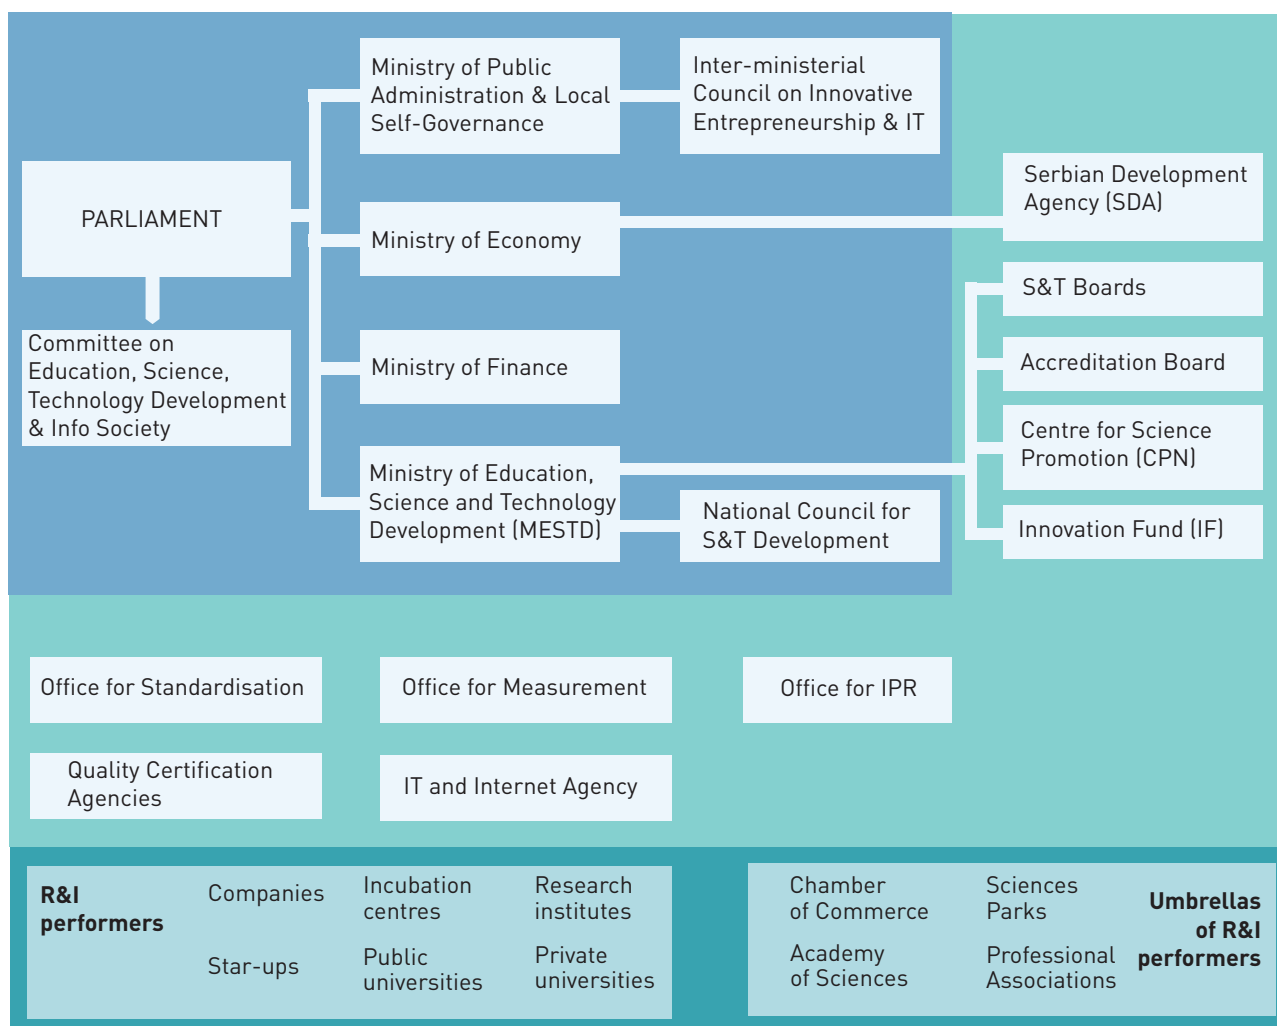 Ministry of Public
Administration & Local
Self-Governance
Inter-ministerial
Council on Innovative
Entrepreneurship & IT
PARLIAMENT
Serbian Development
Agency (SDA)
Ministry of Economy
S&T Boards
Committee on
Education, Science,
Technology Development
& Info Society
Ministry of Finance
Accreditation Board
Centre for Science
Promotion (CPN)
Ministry of Education,
Science and Technology
Development (MESTD)
National Council for
S&T Development
Innovation Fund (IF)
Office for Standardisation
Office for Measurement
Office for IPR
Quality Certification
Agencies
IT and Internet Agency
R&I
performers
Companies
Incubation
centres
Research
institutes
Star-ups
Public
universities
Private
universities
Chamber
of Commerce
Sciences
Parks
Academy
of Sciences
Professional
Associations
Umbrellas
of R&I
performers